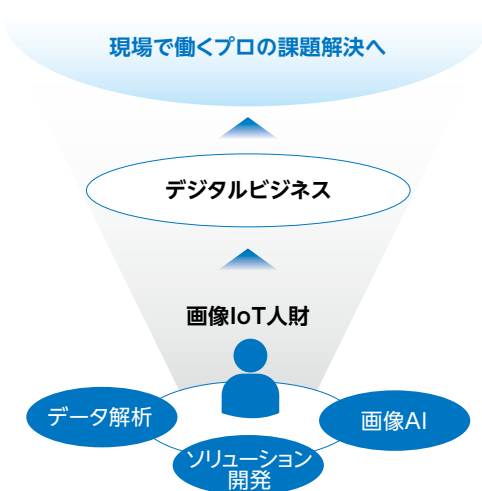 現場で働くプロの課題解決へ
デジタルビジネス
画像IoT人財
データ解析
画像AI
ソリューション
開発